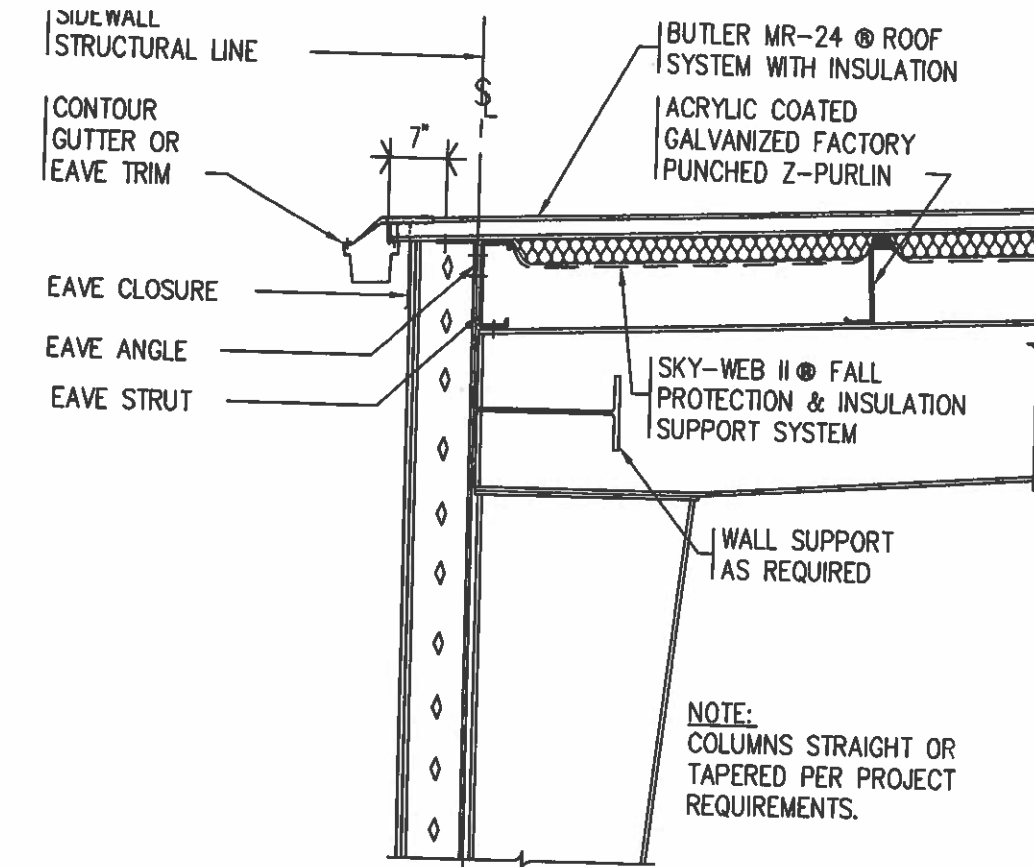 SIDEWALL
STRUCTURAL LINE
BUTLER MR-24 ® ROOF
SYSTEM WITH INSULATION
CONTOUR
GUTTER OR
EAVE TRIM
7"
ACRYLIC COATED
GALVANIZED FACTORY
PUNCHED Z-PURLIN
EAVE CLOSURE
EAVE ANGLE
EAVE STRUT
SKY-WEB II ® FALL
PROTECTION & INSULATION
SUPPORT SYSTEM
WALL SUPPORT
AS REQUIRED
NOTE:
COLUMNS STRAIGHT OR
TAPERED PER PROJECT
REQUIREMENTS.